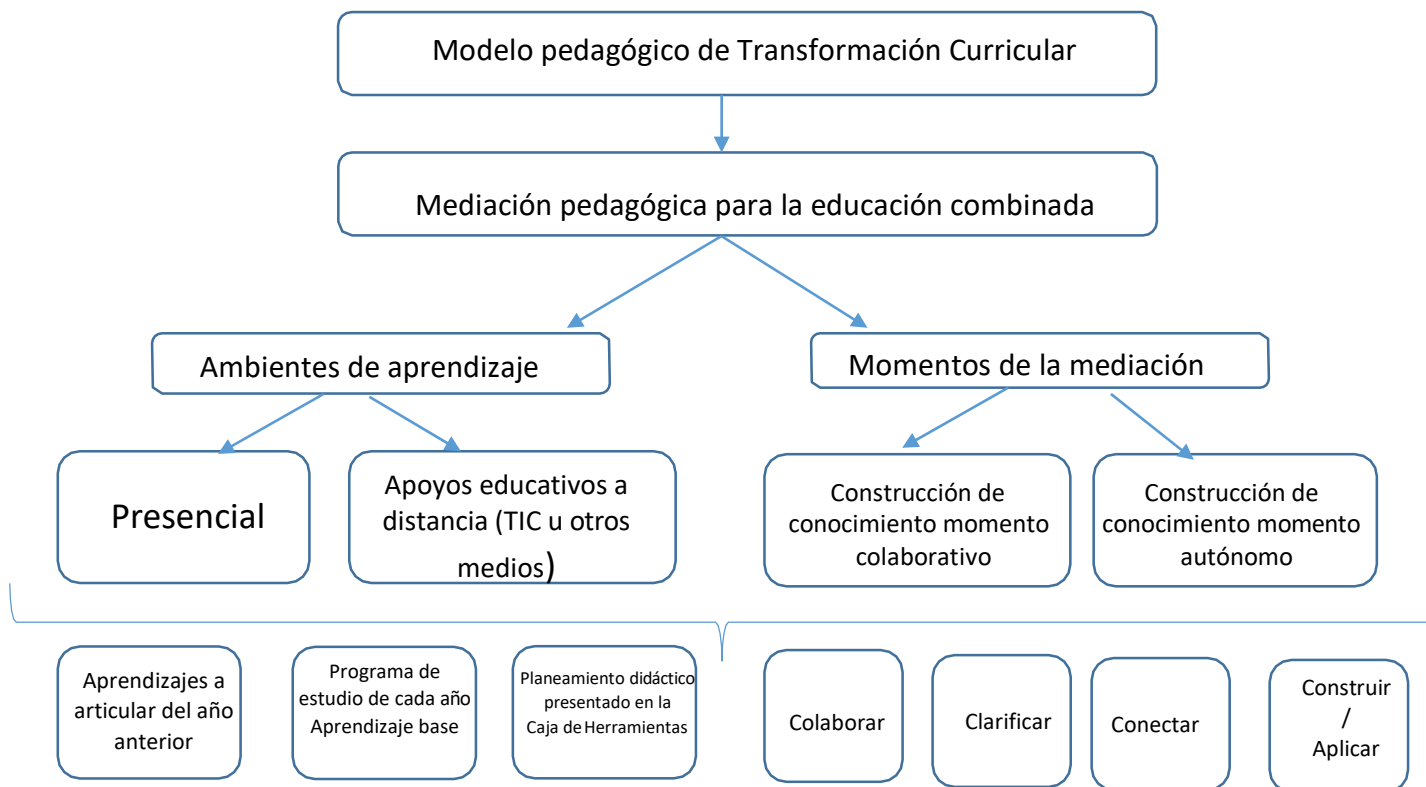 Modelo pedagógico de Transformación Curricular
Mediación pedagógica para la educación combinada
Ambientes de aprendizaje
Momentos de la mediación
Presencial
Apoyos educativos a
distancia (TIC u otros
medios)
Construcción de
conocimiento momento
colaborativo
Construcción de
conocimiento momento
autónomo
Aprendizajes a
articular del año
anterior
Programa de
estudio de cada año
Aprendizaje base
Planeamiento didáctico
presentado en la
Caja de Herramientas
Colaborar
Clarificar
Conectar
Construir
/
Aplicar